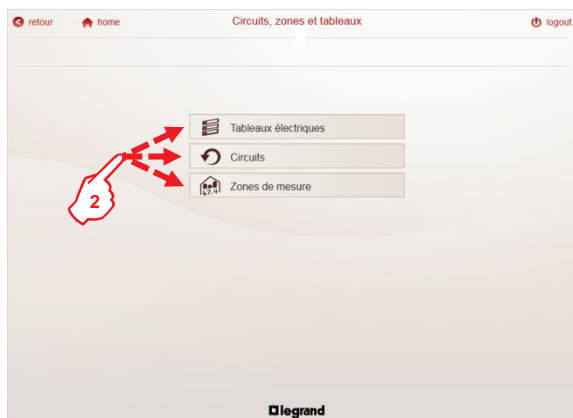 retour home Circuits, zones et tableaux logout
Tableaux électriques
Circuits
Zones de mesure
2
legrand